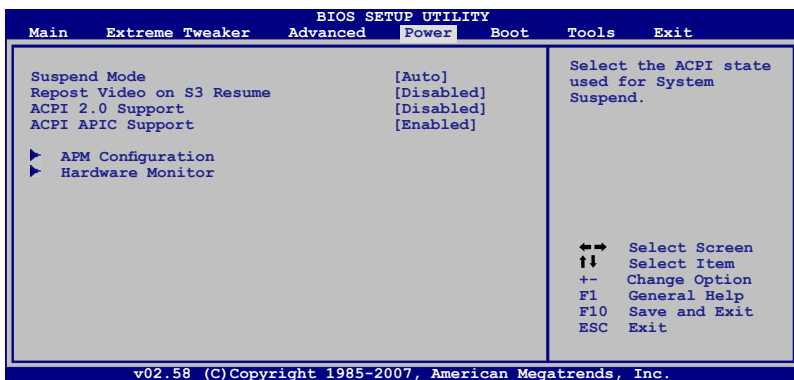 BIOS SETUP UTILITY
Main Extreme Tweaker Advanced Power Boot Tools Exit
Suspend Mode [Auto]
Repost Video on S3 Resume [Disabled]
ACPI 2.0 Support [Disabled]
ACPI APIC Support [Enabled]
APM Configuration
Hardware Monitor
Select the ACPI state
used for System
Suspend.
Select Screen
Select Item
+- Change Option
F1 General Help
F10 Save and Exit
ESC Exit
v02.58 (C)Copyright 1985-2007, American Megatrends, Inc.